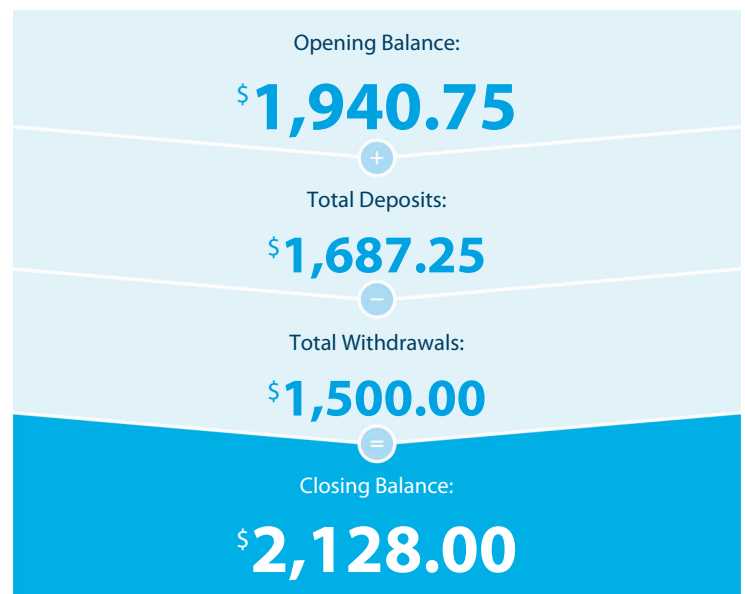 Opening Balance:
$1,940.75
+
Total Deposits:
$1,687.25
−
Total Withdrawals:
$1,500.00
=
Closing Balance:
$2,128.00